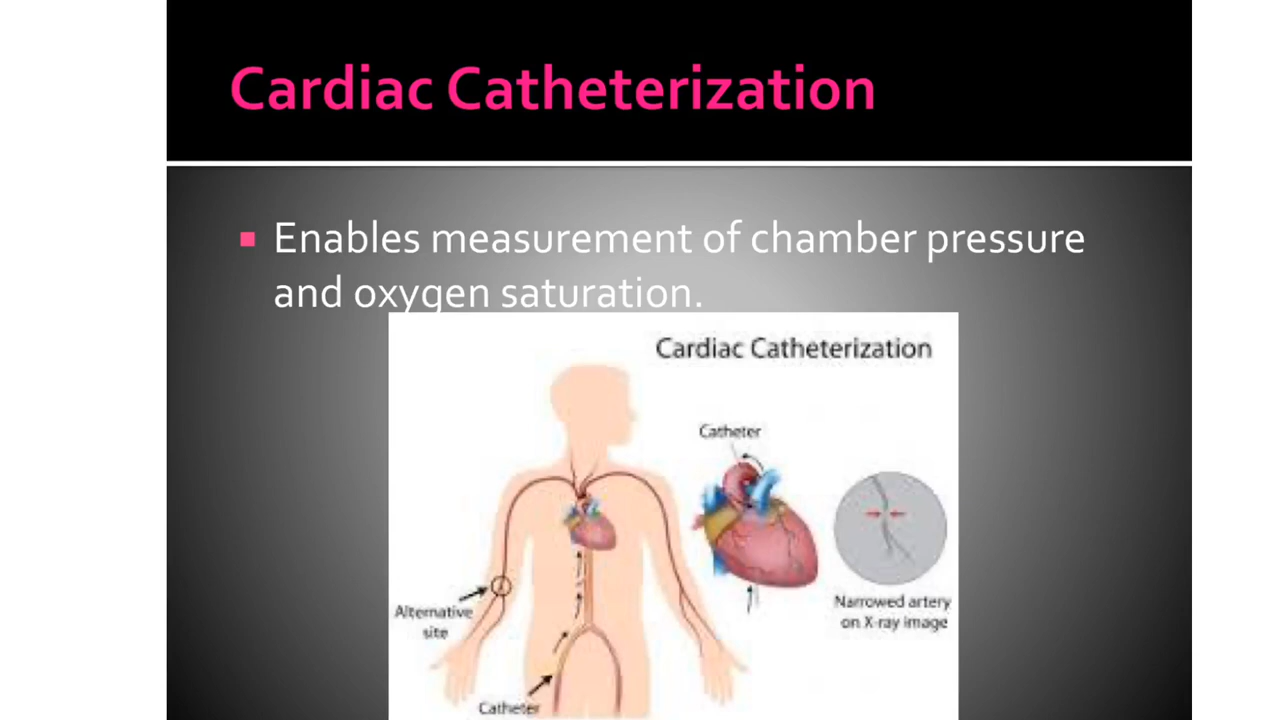 Cardiac Catheterization
Enables measurement of chamber pressure
and oxygen saturation.
Cardiac Catheterization
Catheter
Alternative
site
Narrowed artery
on X-ray image
Catheter